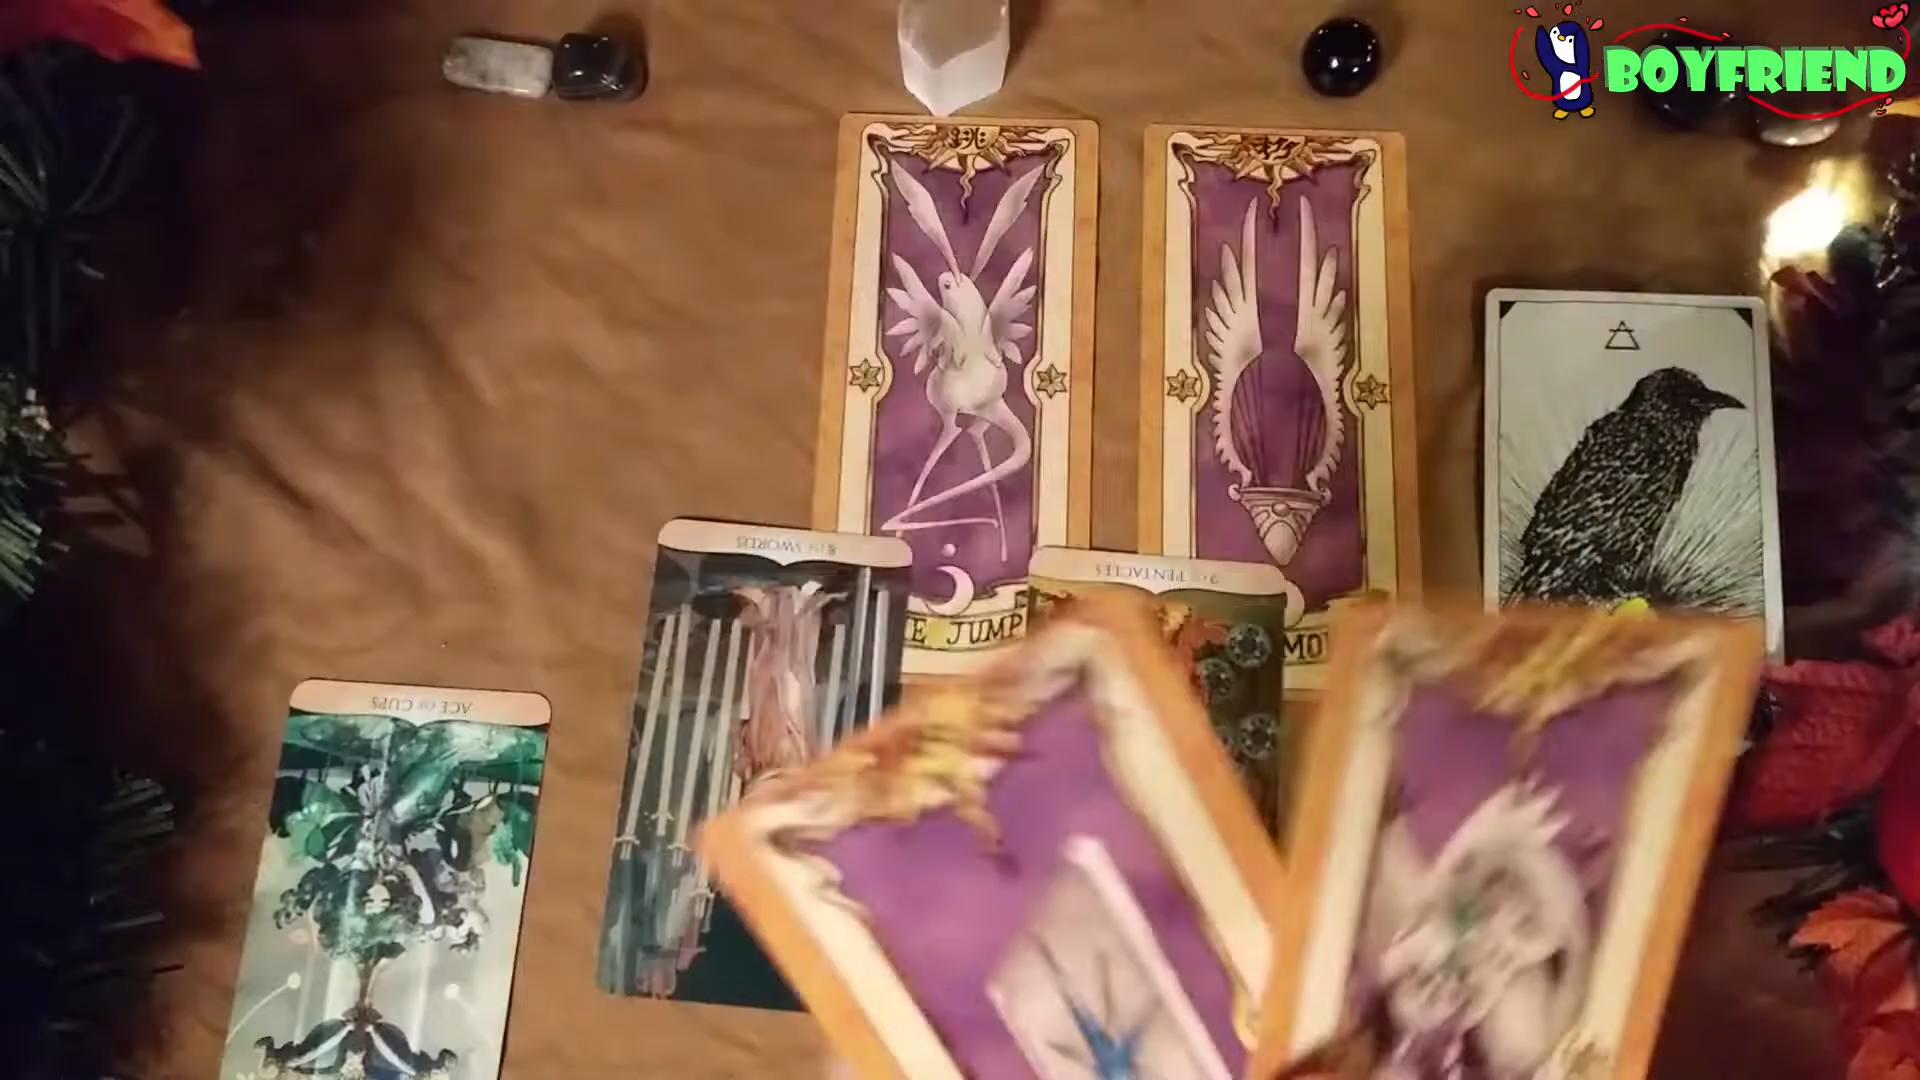 BOYFRIEND
8 OF SWORDS
9 OF PENTACLES
E JUMP
MO
ACE OF CUPS